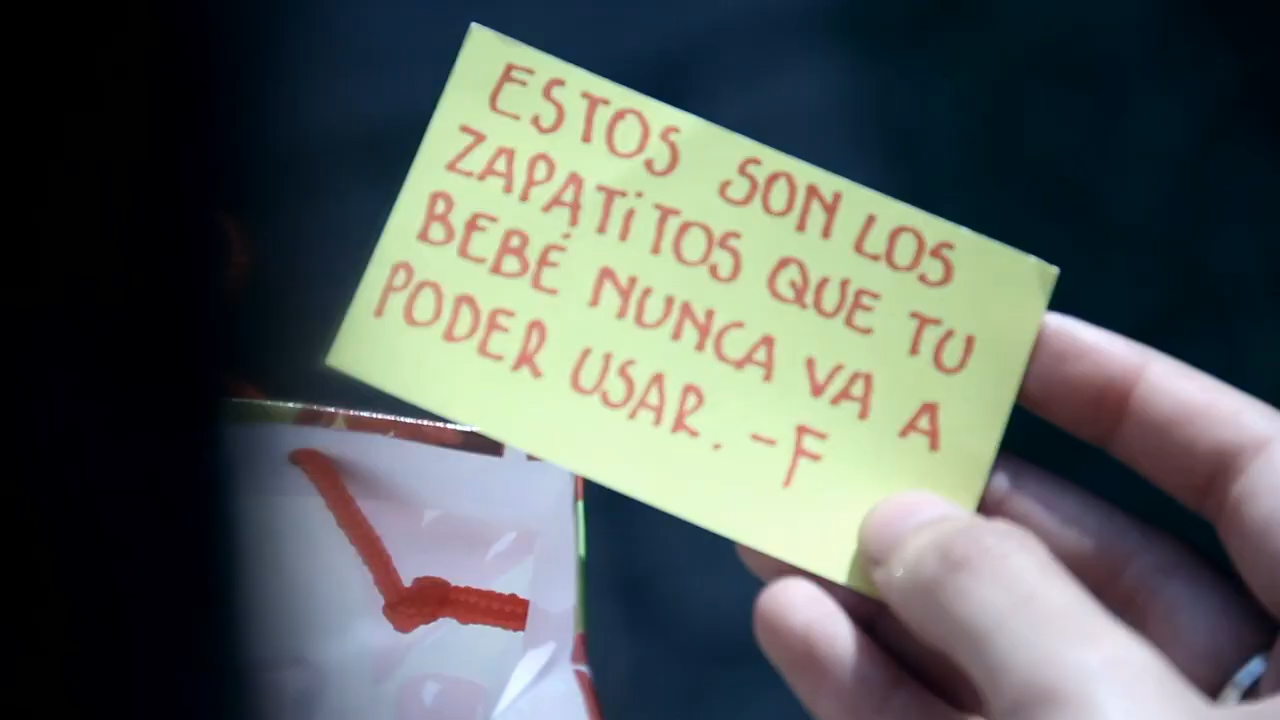 ESTOS SON LOS
ZAPATiTOS QUE TU
BEBÉ NUNCA VA A
PODER USAR. -F